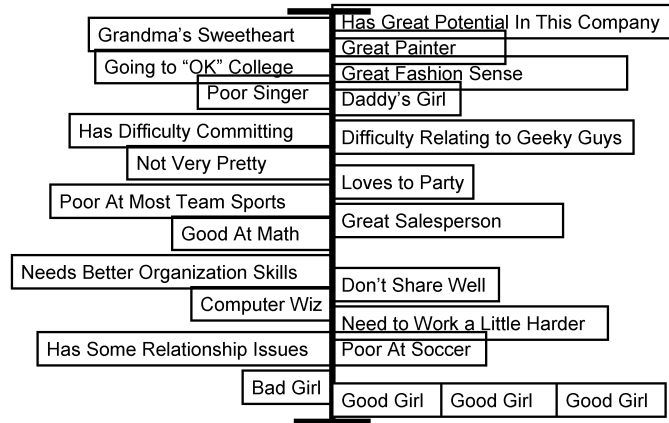 Grandma’s Sweetheart
Going to “OK” College
Poor Singer
Has Difficulty Committing
Not Very Pretty
Poor At Most Team Sports
Good At Math
Needs Better Organization Skills
Computer Wiz
Has Some Relationship Issues
Bad Girl
Has Great Potential In This Company
Great Painter
Great Fashion Sense
Daddy’s Girl
Difficulty Relating to Geeky Guys
Loves to Party
Great Salesperson
Don’t Share Well
Need to Work a Little Harder
Poor At Soccer
Good Girl Good Girl Good Girl